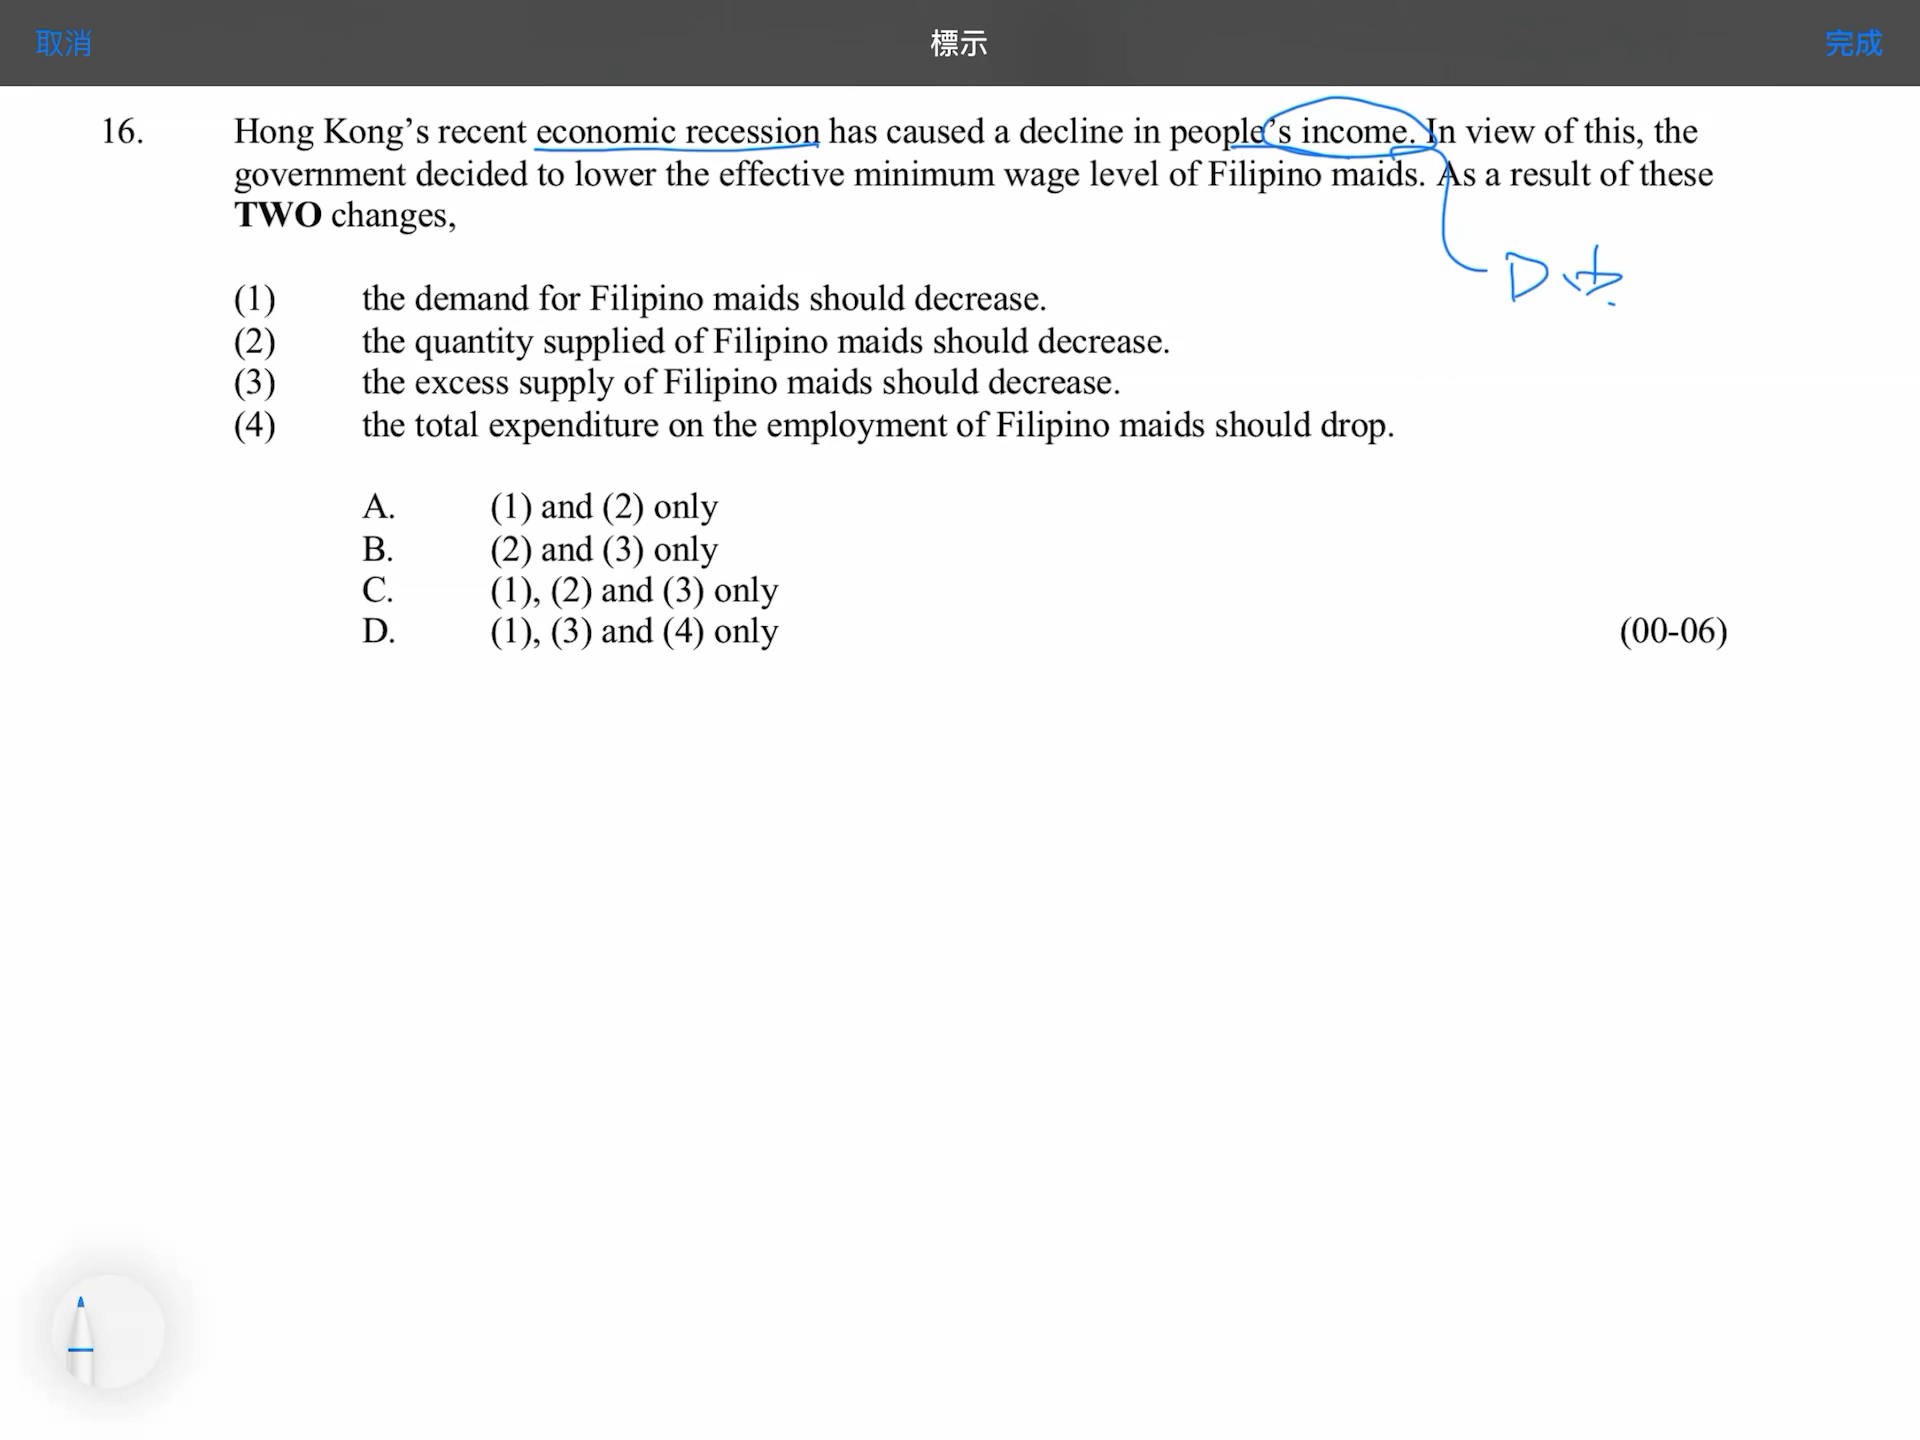 取消 標示 完成
16. Hong Kong’s recent economic recession has caused a decline in people’s income. In view of this, the
government decided to lower the effective minimum wage level of Filipino maids. As a result of these
TWO changes,
D↓
(1) the demand for Filipino maids should decrease.
(2) the quantity supplied of Filipino maids should decrease.
(3) the excess supply of Filipino maids should decrease.
(4) the total expenditure on the employment of Filipino maids should drop.
A. (1) and (2) only
B. (2) and (3) only
C. (1), (2) and (3) only
D. (1), (3) and (4) only (00-06)